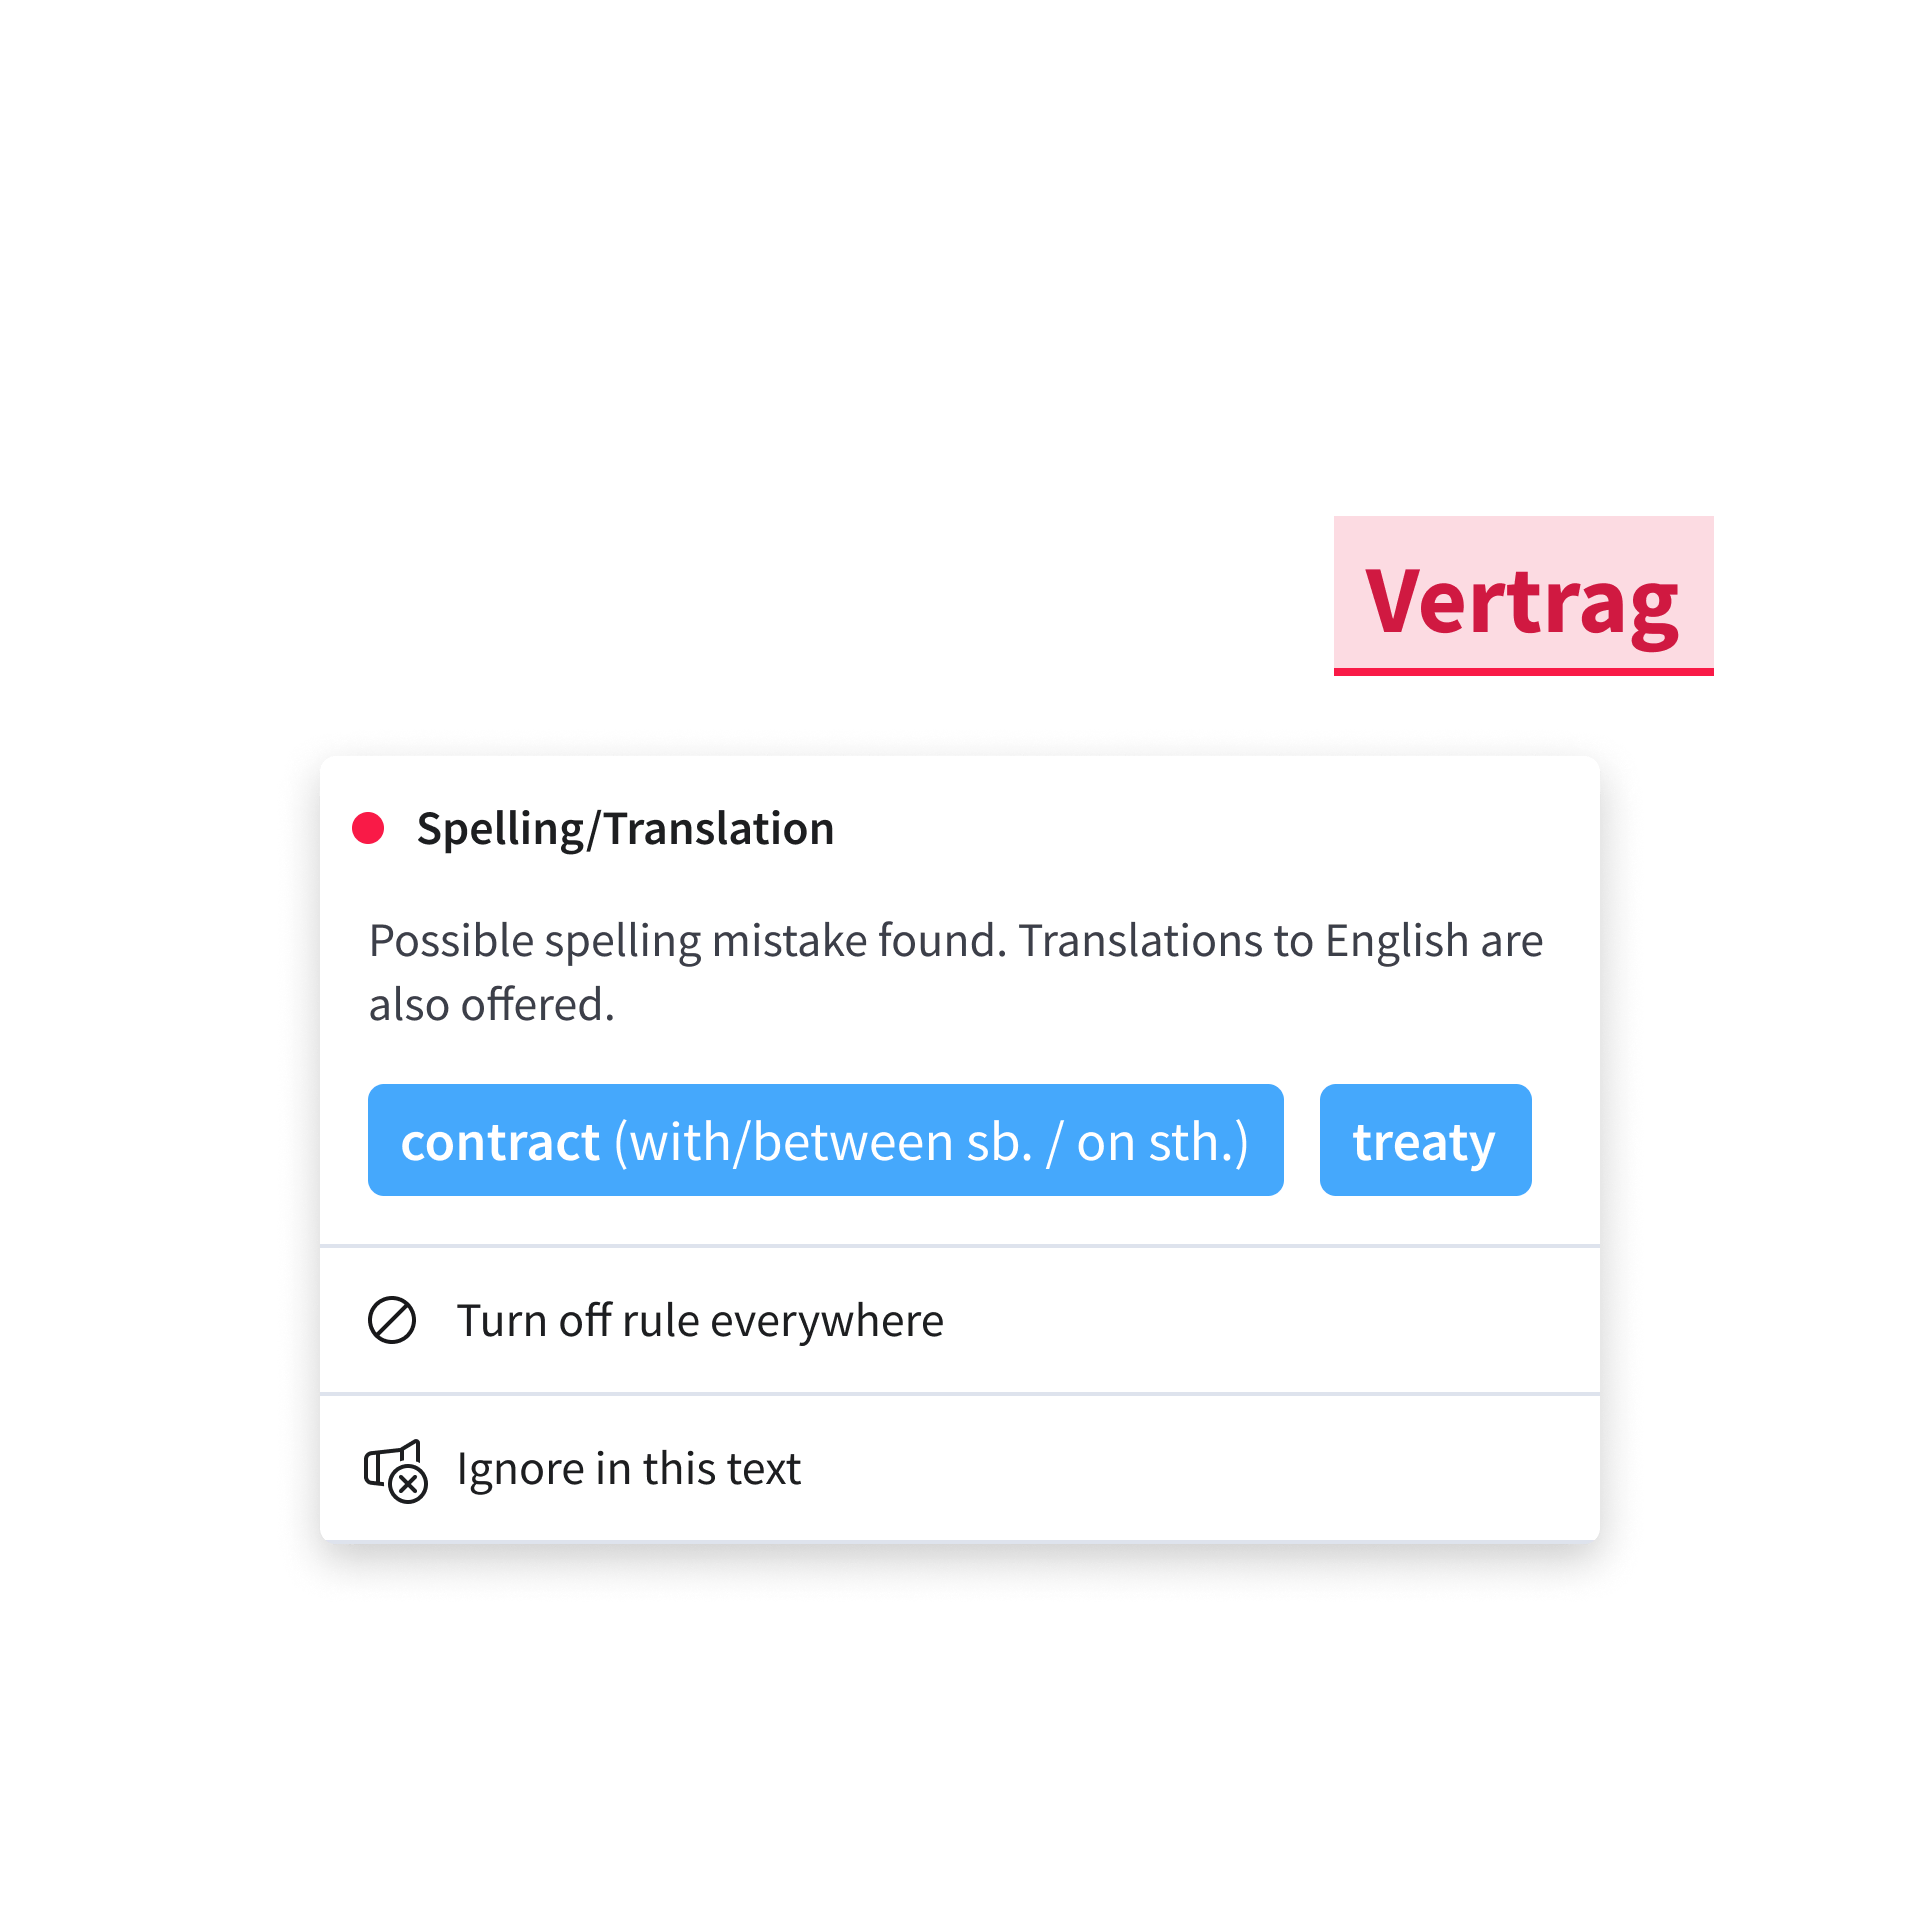 Vertrag
Spelling/Translation
Possible spelling mistake found. Translations to English are
also offered.
contract (with/between sb. / on sth.) treaty
Turn off rule everywhere
Ignore in this text